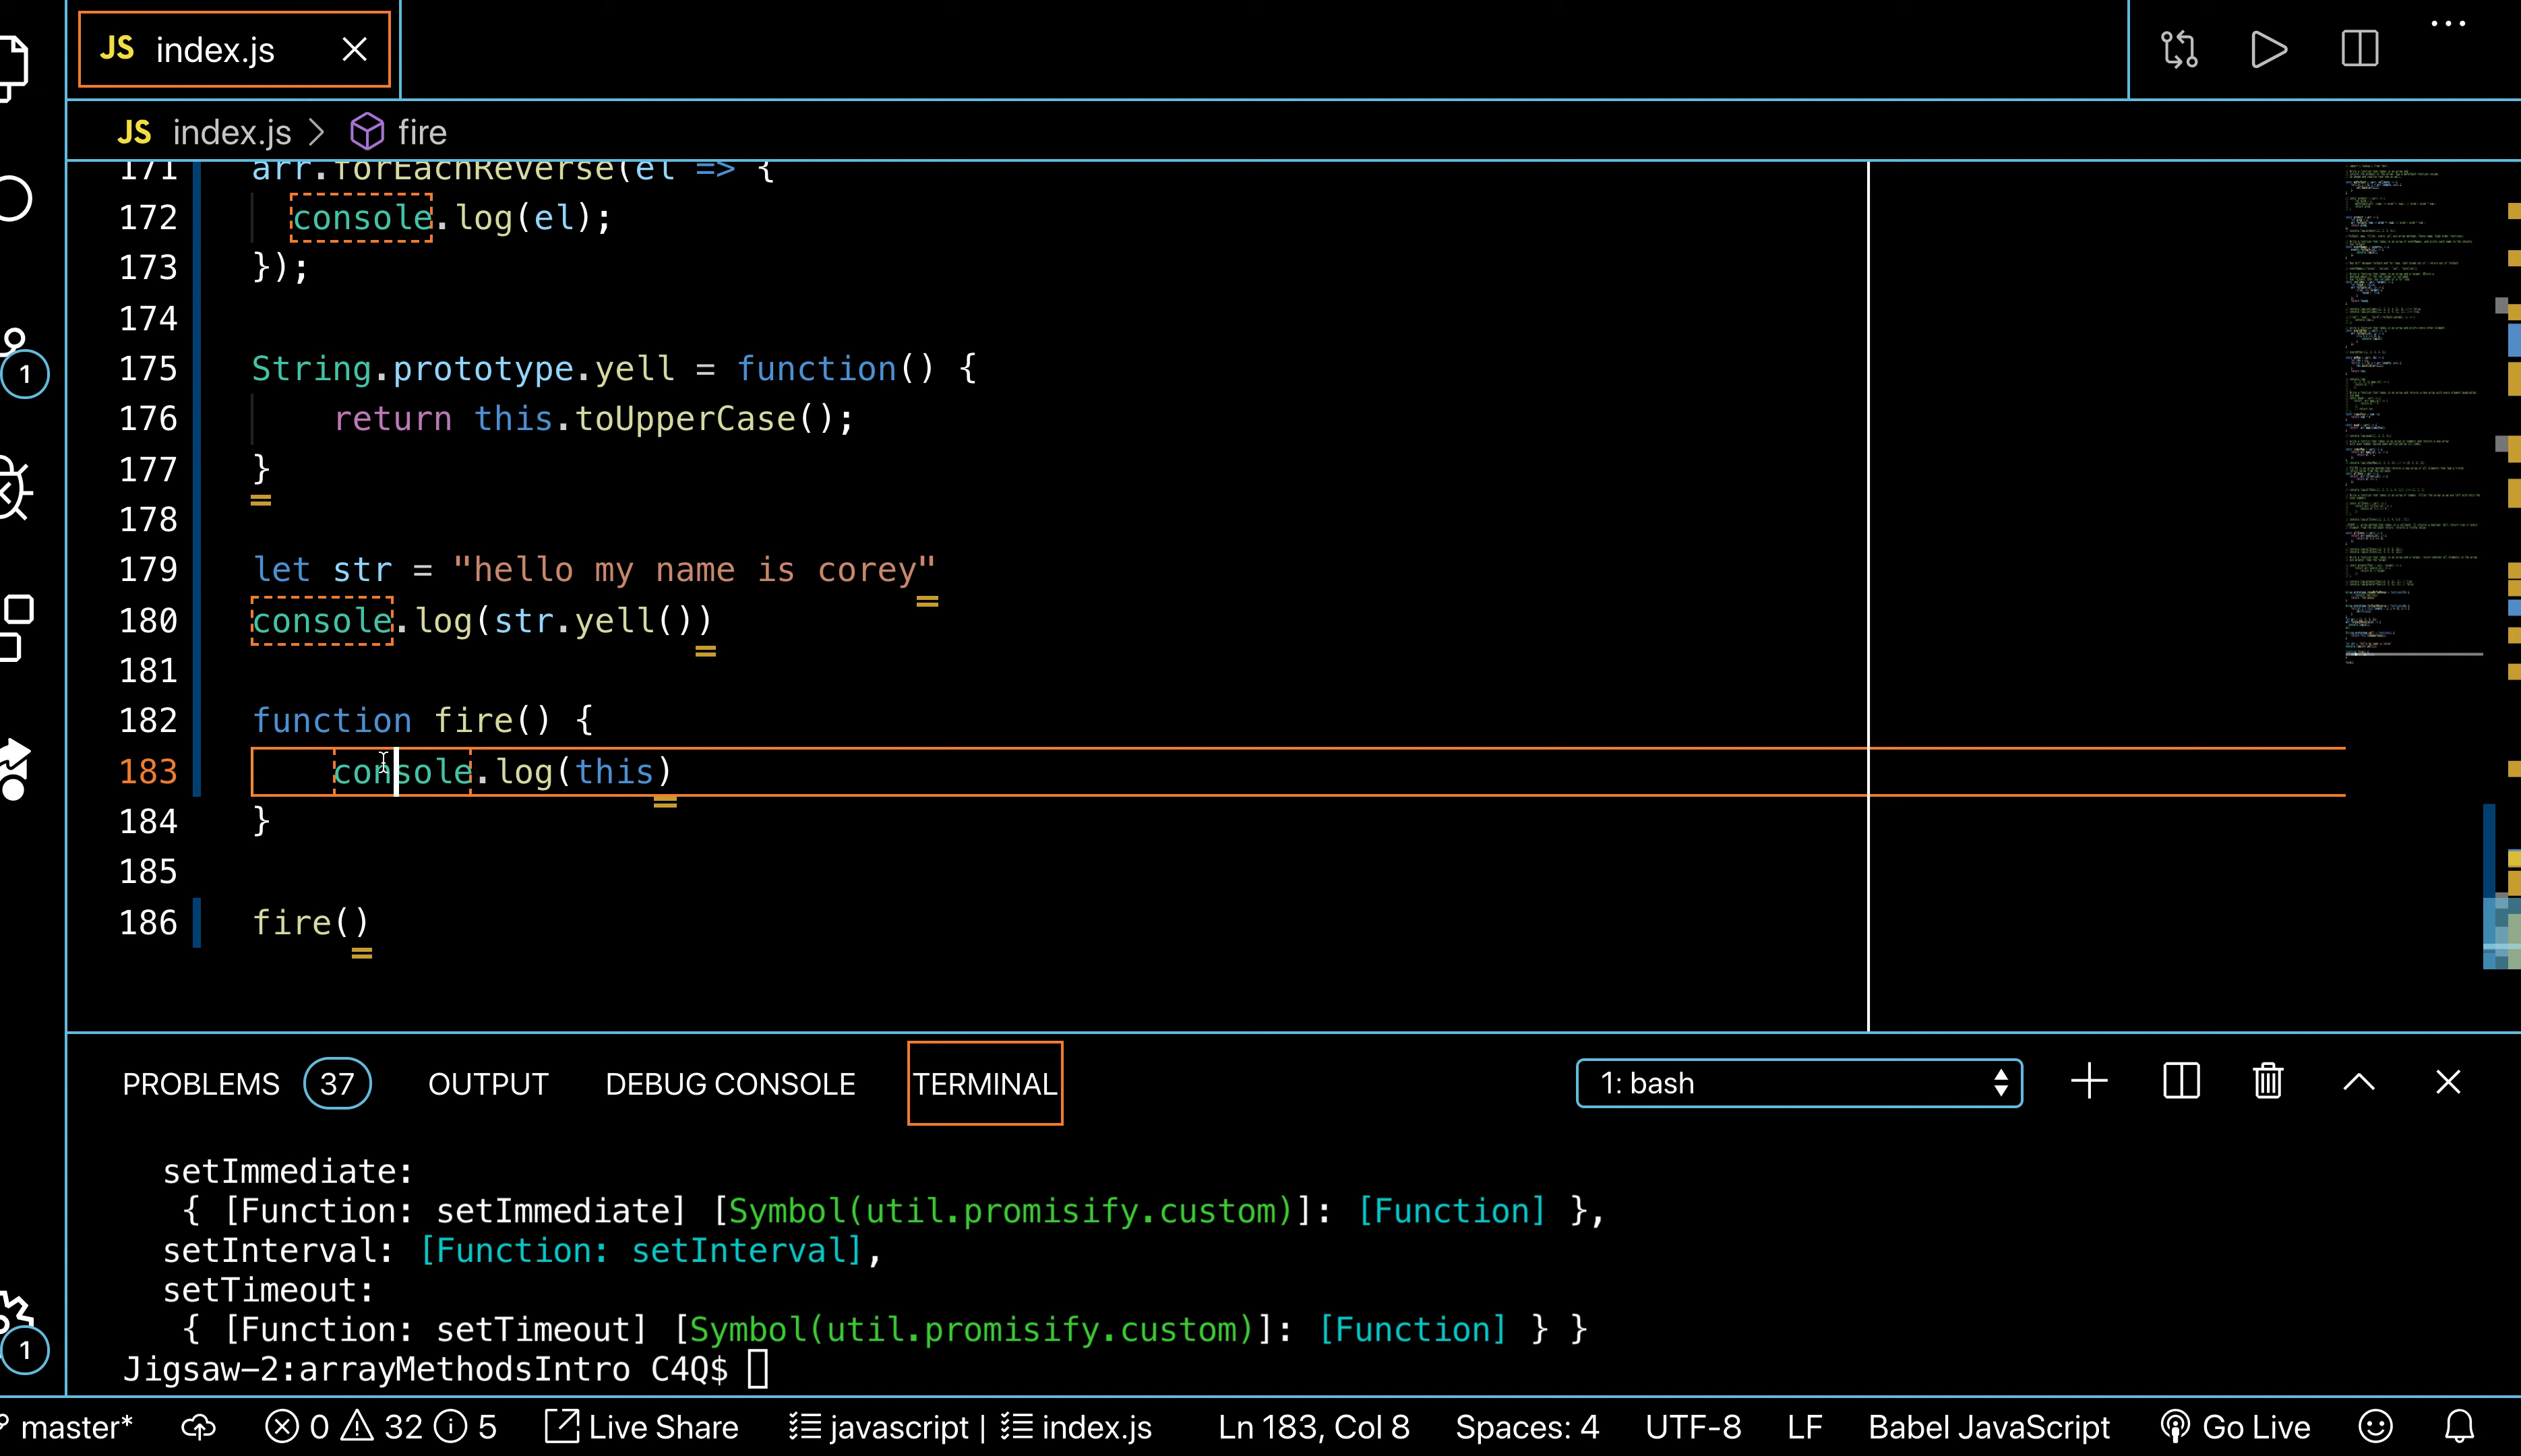 JS index.js
JS index.js > fire
171 arr.forEachReverse(el => {
172 console.log(el);
173 });
174
175 String.prototype.yell = function() {
176 return this.toUpperCase();
177 }
178
179 let str = "hello my name is corey"
180 console.log(str.yell())
181
182 function fire() {
183 console.log(this)
184 }
185
186 fire()
1
1
PROBLEMS 37 OUTPUT DEBUG CONSOLE TERMINAL 1: bash
setImmediate:
{ [Function: setImmediate] [Symbol(util.promisify.custom)]: [Function] },
setInterval: [Function: setInterval],
setTimeout:
{ [Function: setTimeout] [Symbol(util.promisify.custom)]: [Function] } }
Jigsaw-2:arrayMethodsIntro C4Q$
master* 0 32 5 Live Share javascript | index.js Ln 183, Col 8 Spaces: 4 UTF-8 LF Babel JavaScript Go Live